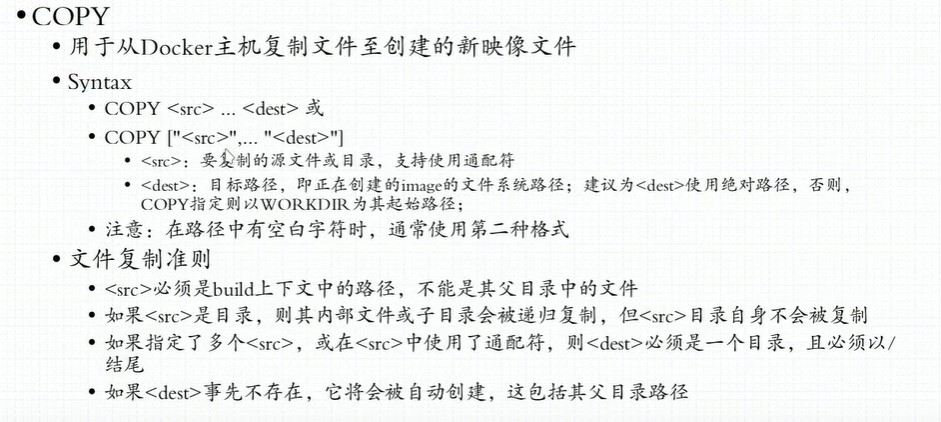 •COPY
• 用于从Docker主机复制文件至创建的新映像文件
• Syntax
• COPY <src> ... <dest> 或
• COPY ["<src>",... "<dest>"]
• <src>：要复制的源文件或目录，支持使用通配符
• <dest>：目标路径，即正在创建的image的文件系统路径；建议为<dest>使用绝对路径，否则，
COPY指定则以WORKDIR为其起始路径；
• 注意：在路径中有空白字符时，通常使用第二种格式
• 文件复制准则
• <src>必须是build上下文中的路径，不能是其父目录中的文件
• 如果<src>是目录，则其内部文件或子目录会被递归复制，但<src>目录自身不会被复制
• 如果指定了多个<src>，或在<src>中使用了通配符，则<dest>必须是一个目录，且必须以/
结尾
• 如果<dest>事先不存在，它将会被自动创建，这包括其父目录路径